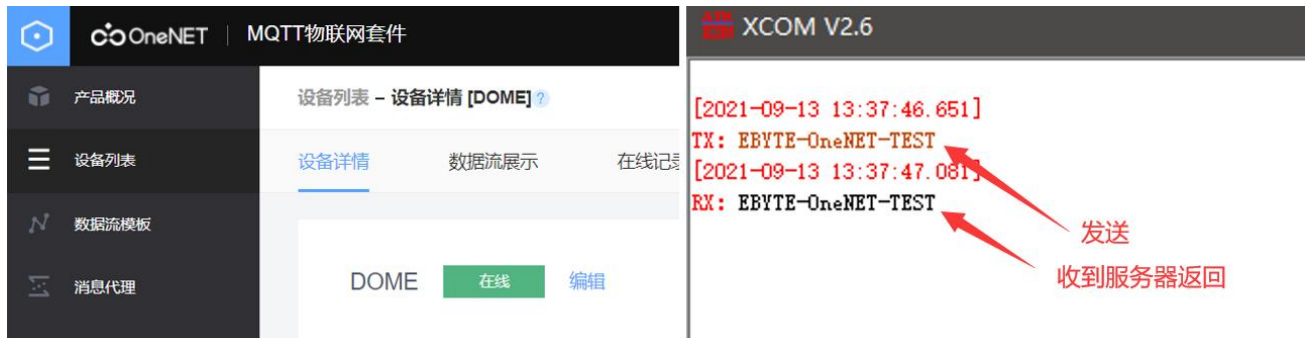 OneNET | MQTT物联网套件
产品概况
设备列表
数据流模板
消息代理
设备列表 – 设备详情 [DOME] ?
设备详情 数据流展示 在线记录
DOME 在线 编辑
XCOM V2.6
[2021-09-13 13:37:46.651]
TX: EBYTE-OneNET-TEST
[2021-09-13 13:37:47.081]
RX: EBYTE-OneNET-TEST
发送
收到服务器返回